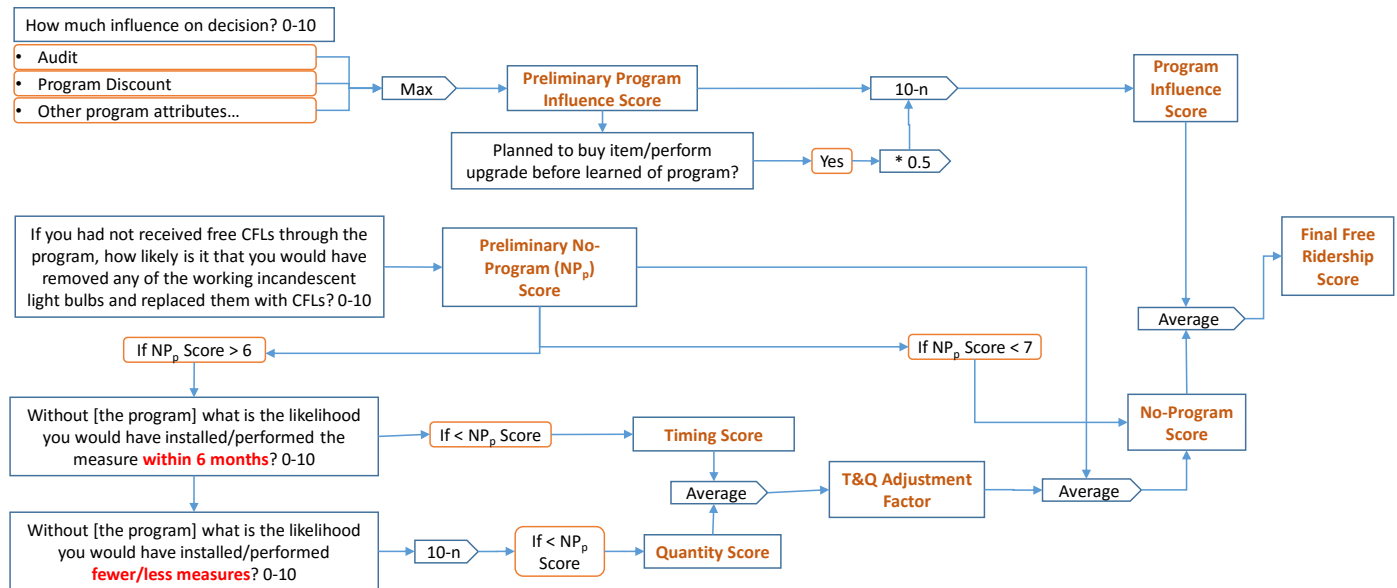 How much influence on decision? 0-10
• Audit
• Program Discount
• Other program attributes…
Max
Preliminary Program
Influence Score
10-n
Program
Influence
Score
Planned to buy item/perform
upgrade before learned of program?
Yes
* 0.5
If you had not received free CFLs through the
program, how likely is it that you would have
removed any of the working incandescent
light bulbs and replaced them with CFLs? 0-10
Preliminary No-
Program (NPp)
Score
Final Free
Ridership
Score
Average
If NPp Score > 6
If NPp Score < 7
Without [the program] what is the likelihood
you would have installed/performed the
measure within 6 months? 0-10
If < NPp Score
Timing Score
No-Program
Score
Average
T&Q Adjustment
Factor
Average
Without [the program] what is the likelihood
you would have installed/performed
fewer/less measures? 0-10
10-n
If < NPp
Score
Quantity Score